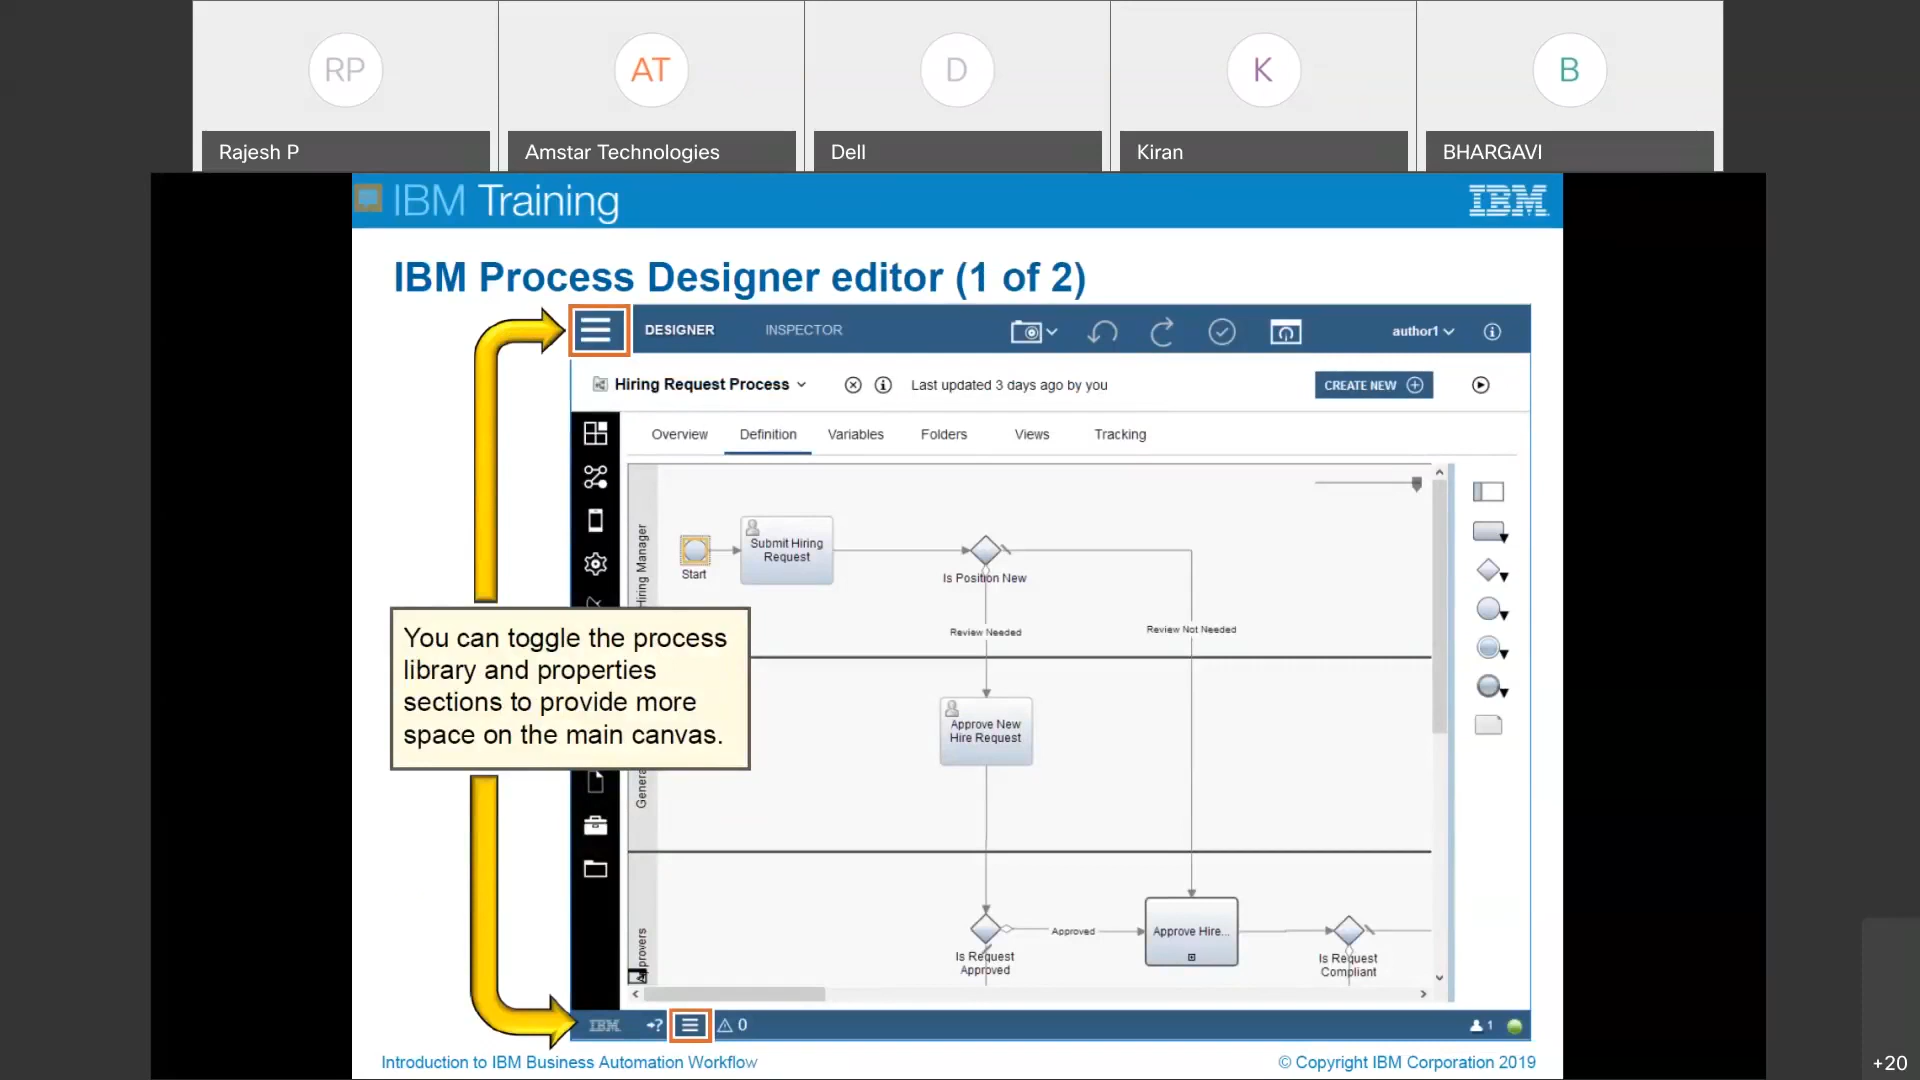 RP
AT
D
K
B
Rajesh P
Amstar Technologies
Dell
Kiran
BHARGAVI
IBM Training
IBM
IBM Process Designer editor (1 of 2)
DESIGNER
INSPECTOR
author1
Hiring Request Process
Last updated 3 days ago by you
CREATE NEW
Overview
Definition
Variables
Folders
Views
Tracking
Hiring Manager
Start
Submit Hiring
Request
Is Position New
Review Needed
Review Not Needed
You can toggle the process
library and properties
sections to provide more
space on the main canvas.
Genera
Approve New
Hire Request
Approvers
Is Request
Approved
Approved
Approve Hire...
Is Request
Compliant
IBM
?
0
1
Introduction to IBM Business Automation Workflow
© Copyright IBM Corporation 2019
+20